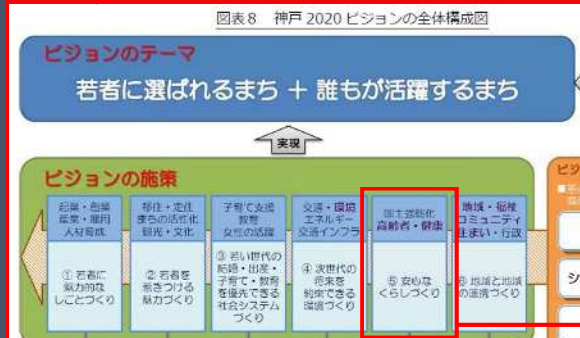 図表8 神戸2020ビジョンの全体構成図
ビジョンのテーマ
若者に選ばれるまち + 誰もが活躍するまち
実現
ビジョンの施策
起業・創業
産業・雇用
人材育成
① 若者に
魅力的な
しごとづくり
移住・定住
まちの活性化
観光・文化
② 若者を
惹きつける
魅力づくり
子育て支援
教育
女性の活躍
③ 若い世代の
結婚・出産・
子育て・教育
を優先できる
社会システム
づくり
交通・環境
エネルギー
交通インフラ
④ 次世代の
将来を
約束できる
環境づくり
国土強靭化
高齢者・健康
⑤ 安心な
くらしづくり
地域・福祉
コミュニティ
住まい・行政
⑥ 地域と地域
の連携づくり
ビジ
シ